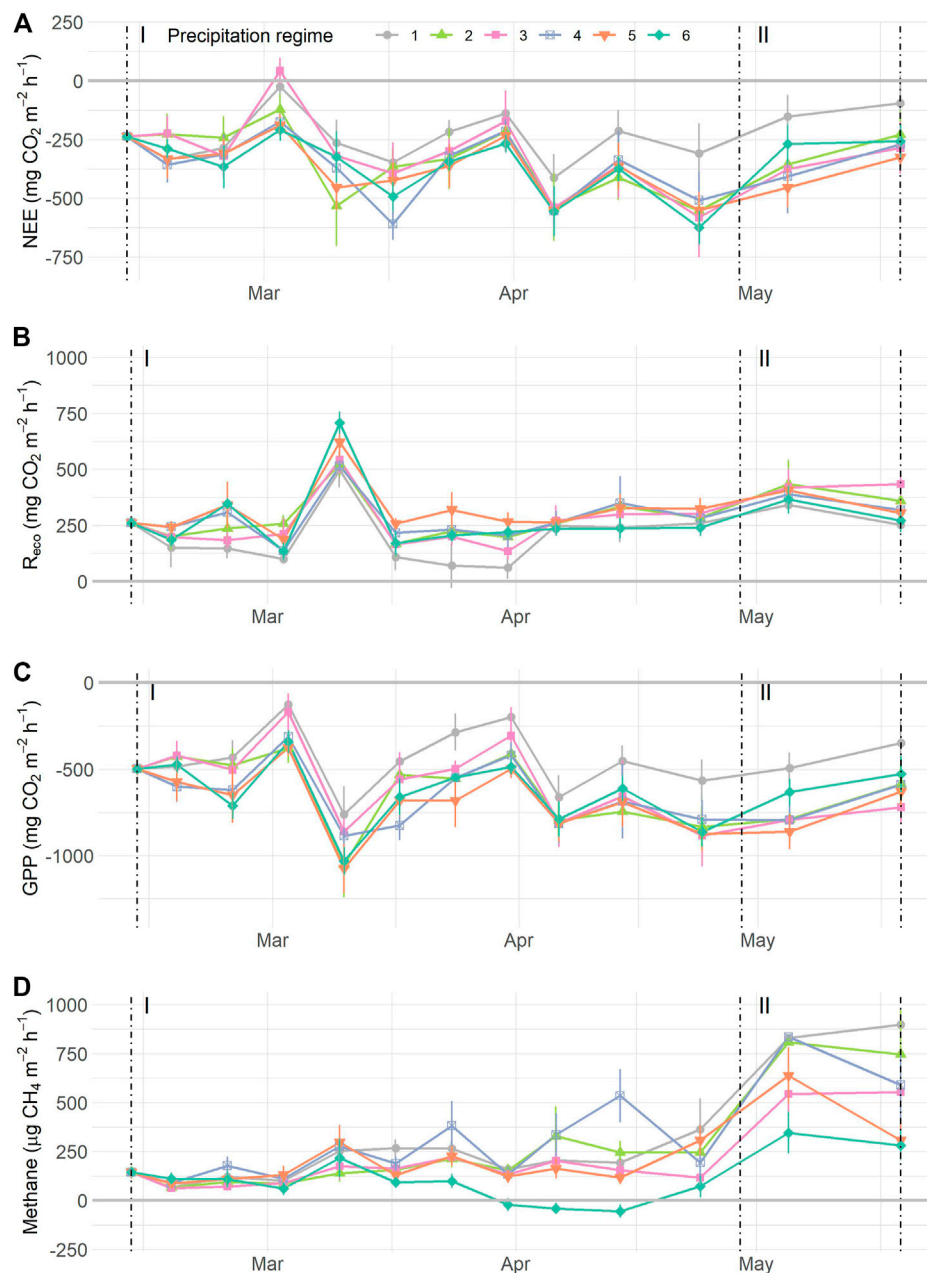 A
I Precipitation regime 1 2 3 4 5 6 II
NEE (mg CO₂ m⁻² h⁻¹)
250
0
-250
-500
-750
Mar Apr May
B
I II
Rₑcₒ (mg CO₂ m⁻² h⁻¹)
1000
750
500
250
0
Mar Apr May
C
I II
GPP (mg CO₂ m⁻² h⁻¹)
0
-500
-1000
Mar Apr May
D
I II
Methane (µg CH₄ m⁻² h⁻¹)
1000
750
500
250
0
-250
Mar Apr May